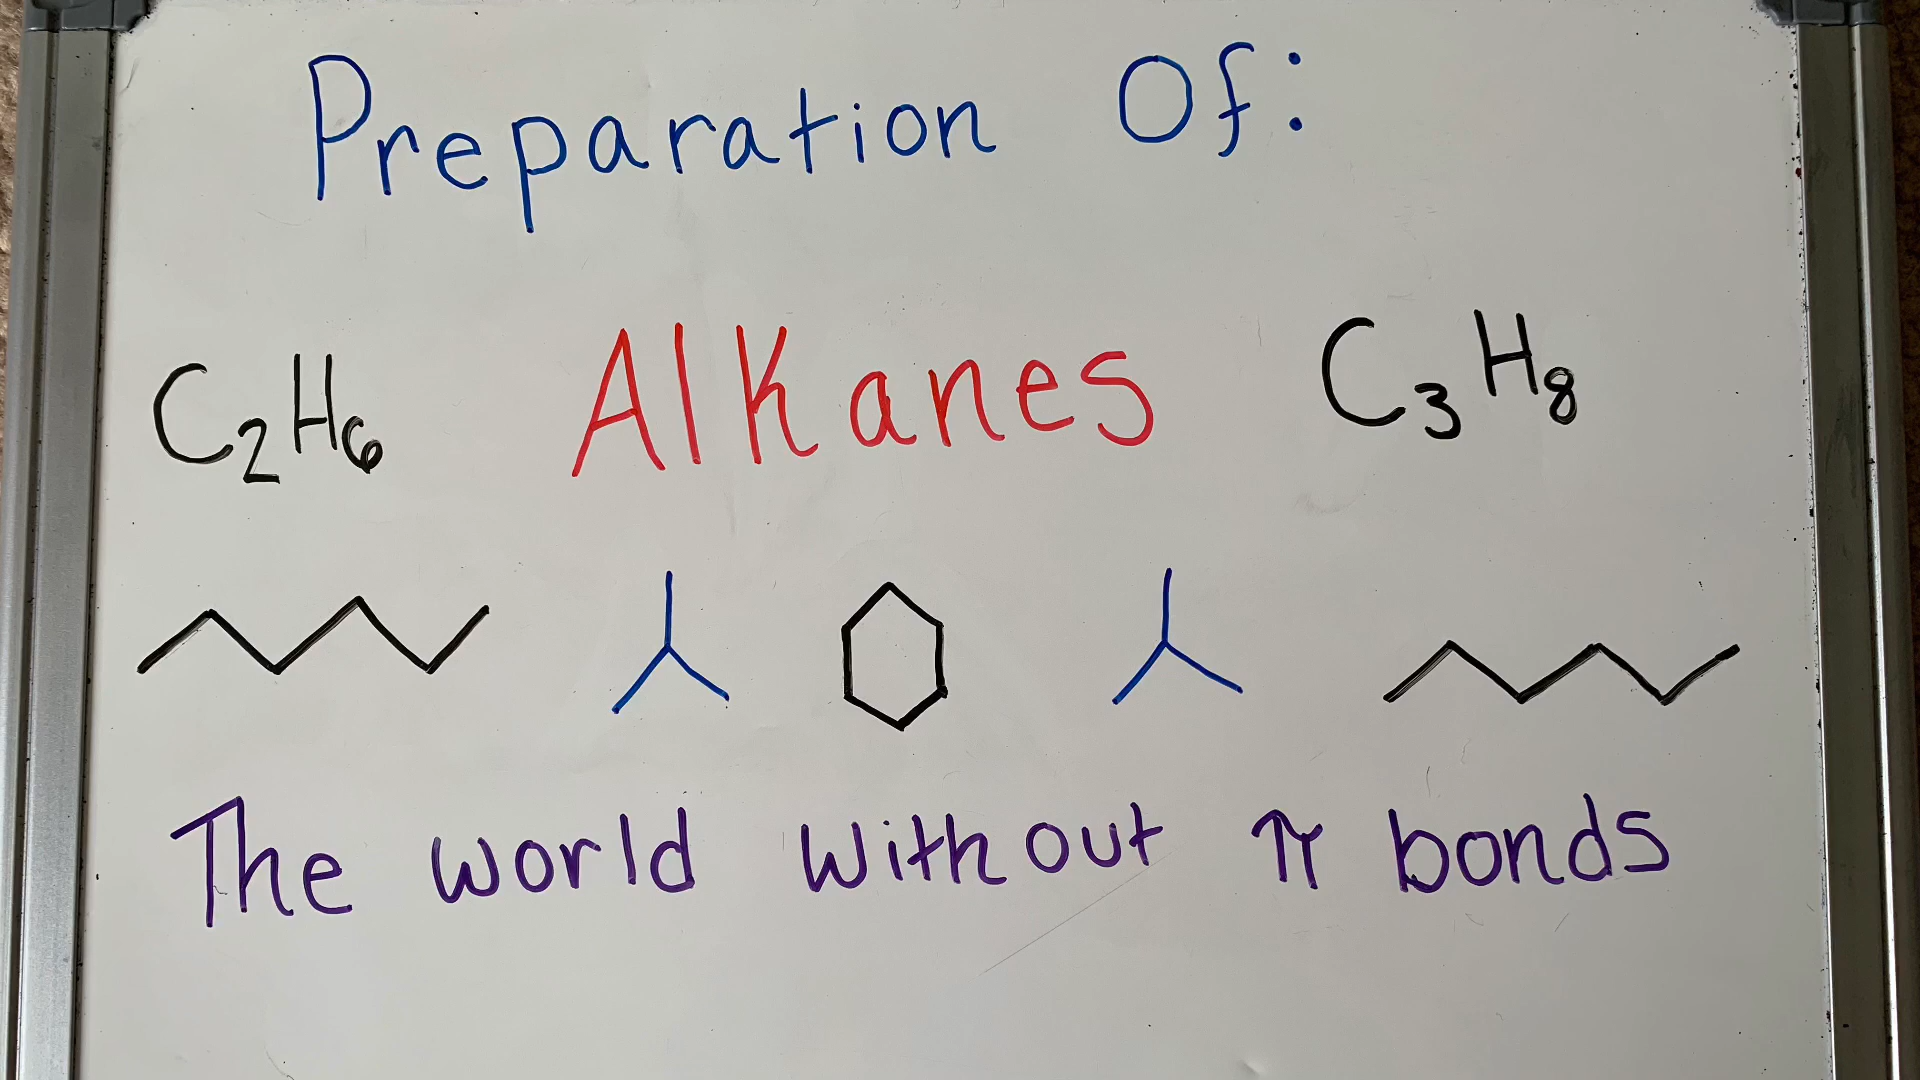 Preparation Of:
C₂H₆ Alkanes C₃H₈
The world without π bonds